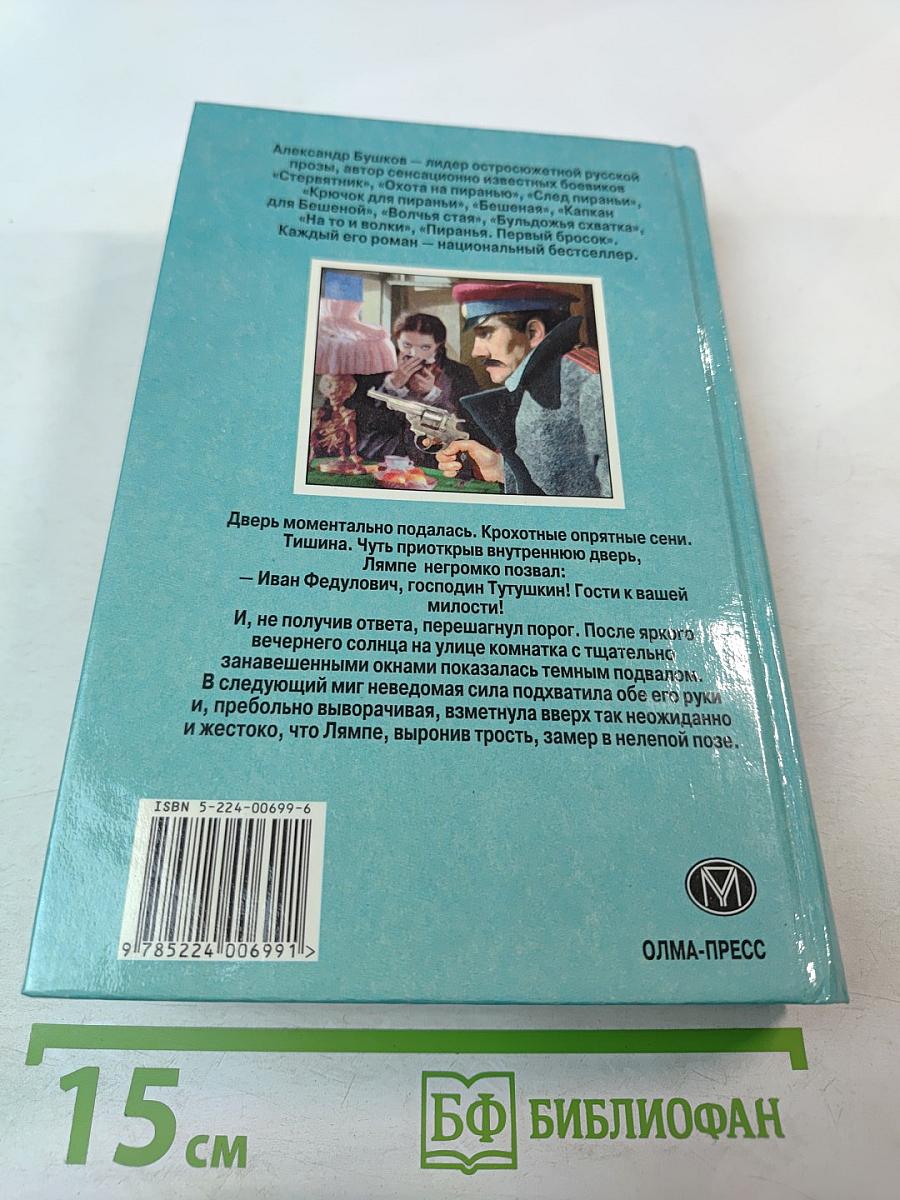 Александр Бушков — лидер остросюжетной русской
прозы, автор сенсационно известных боевиков
«Стервятник», «Охота на пиранью», «След пираньи»,
«Крючок для пираньи», «Бешеная», «Капкан
для Бешеной», «Волчья стая», «Бульдожья схватка»,
«На то и волки», «Пиранья. Первый бросок».
Каждый его роман — национальный бестселлер.
Дверь моментально подалась. Крохотные опрятные сени.
Тишина. Чуть приоткрыв внутреннюю дверь,
Лямпе негромко позвал:
— Иван Федулович, господин Тутушкин! Гости к вашей
милости!
И, не получив ответа, перешагнул порог. После яркого
вечернего солнца на улице комнатка с тщательно
занавешенными окнами показалась темным подвалом.
В следующий миг неведомая сила подхватила обе его руки
и, пребольно выворачивая, взметнула вверх так неожиданно
и жестоко, что Лямпе, выронив трость, замер в нелепой позе.
ISBN 5-224-00699-6
9 785224 006991 >
ОЛМА-ПРЕСС
15 см
БФ БИБЛИОФАН